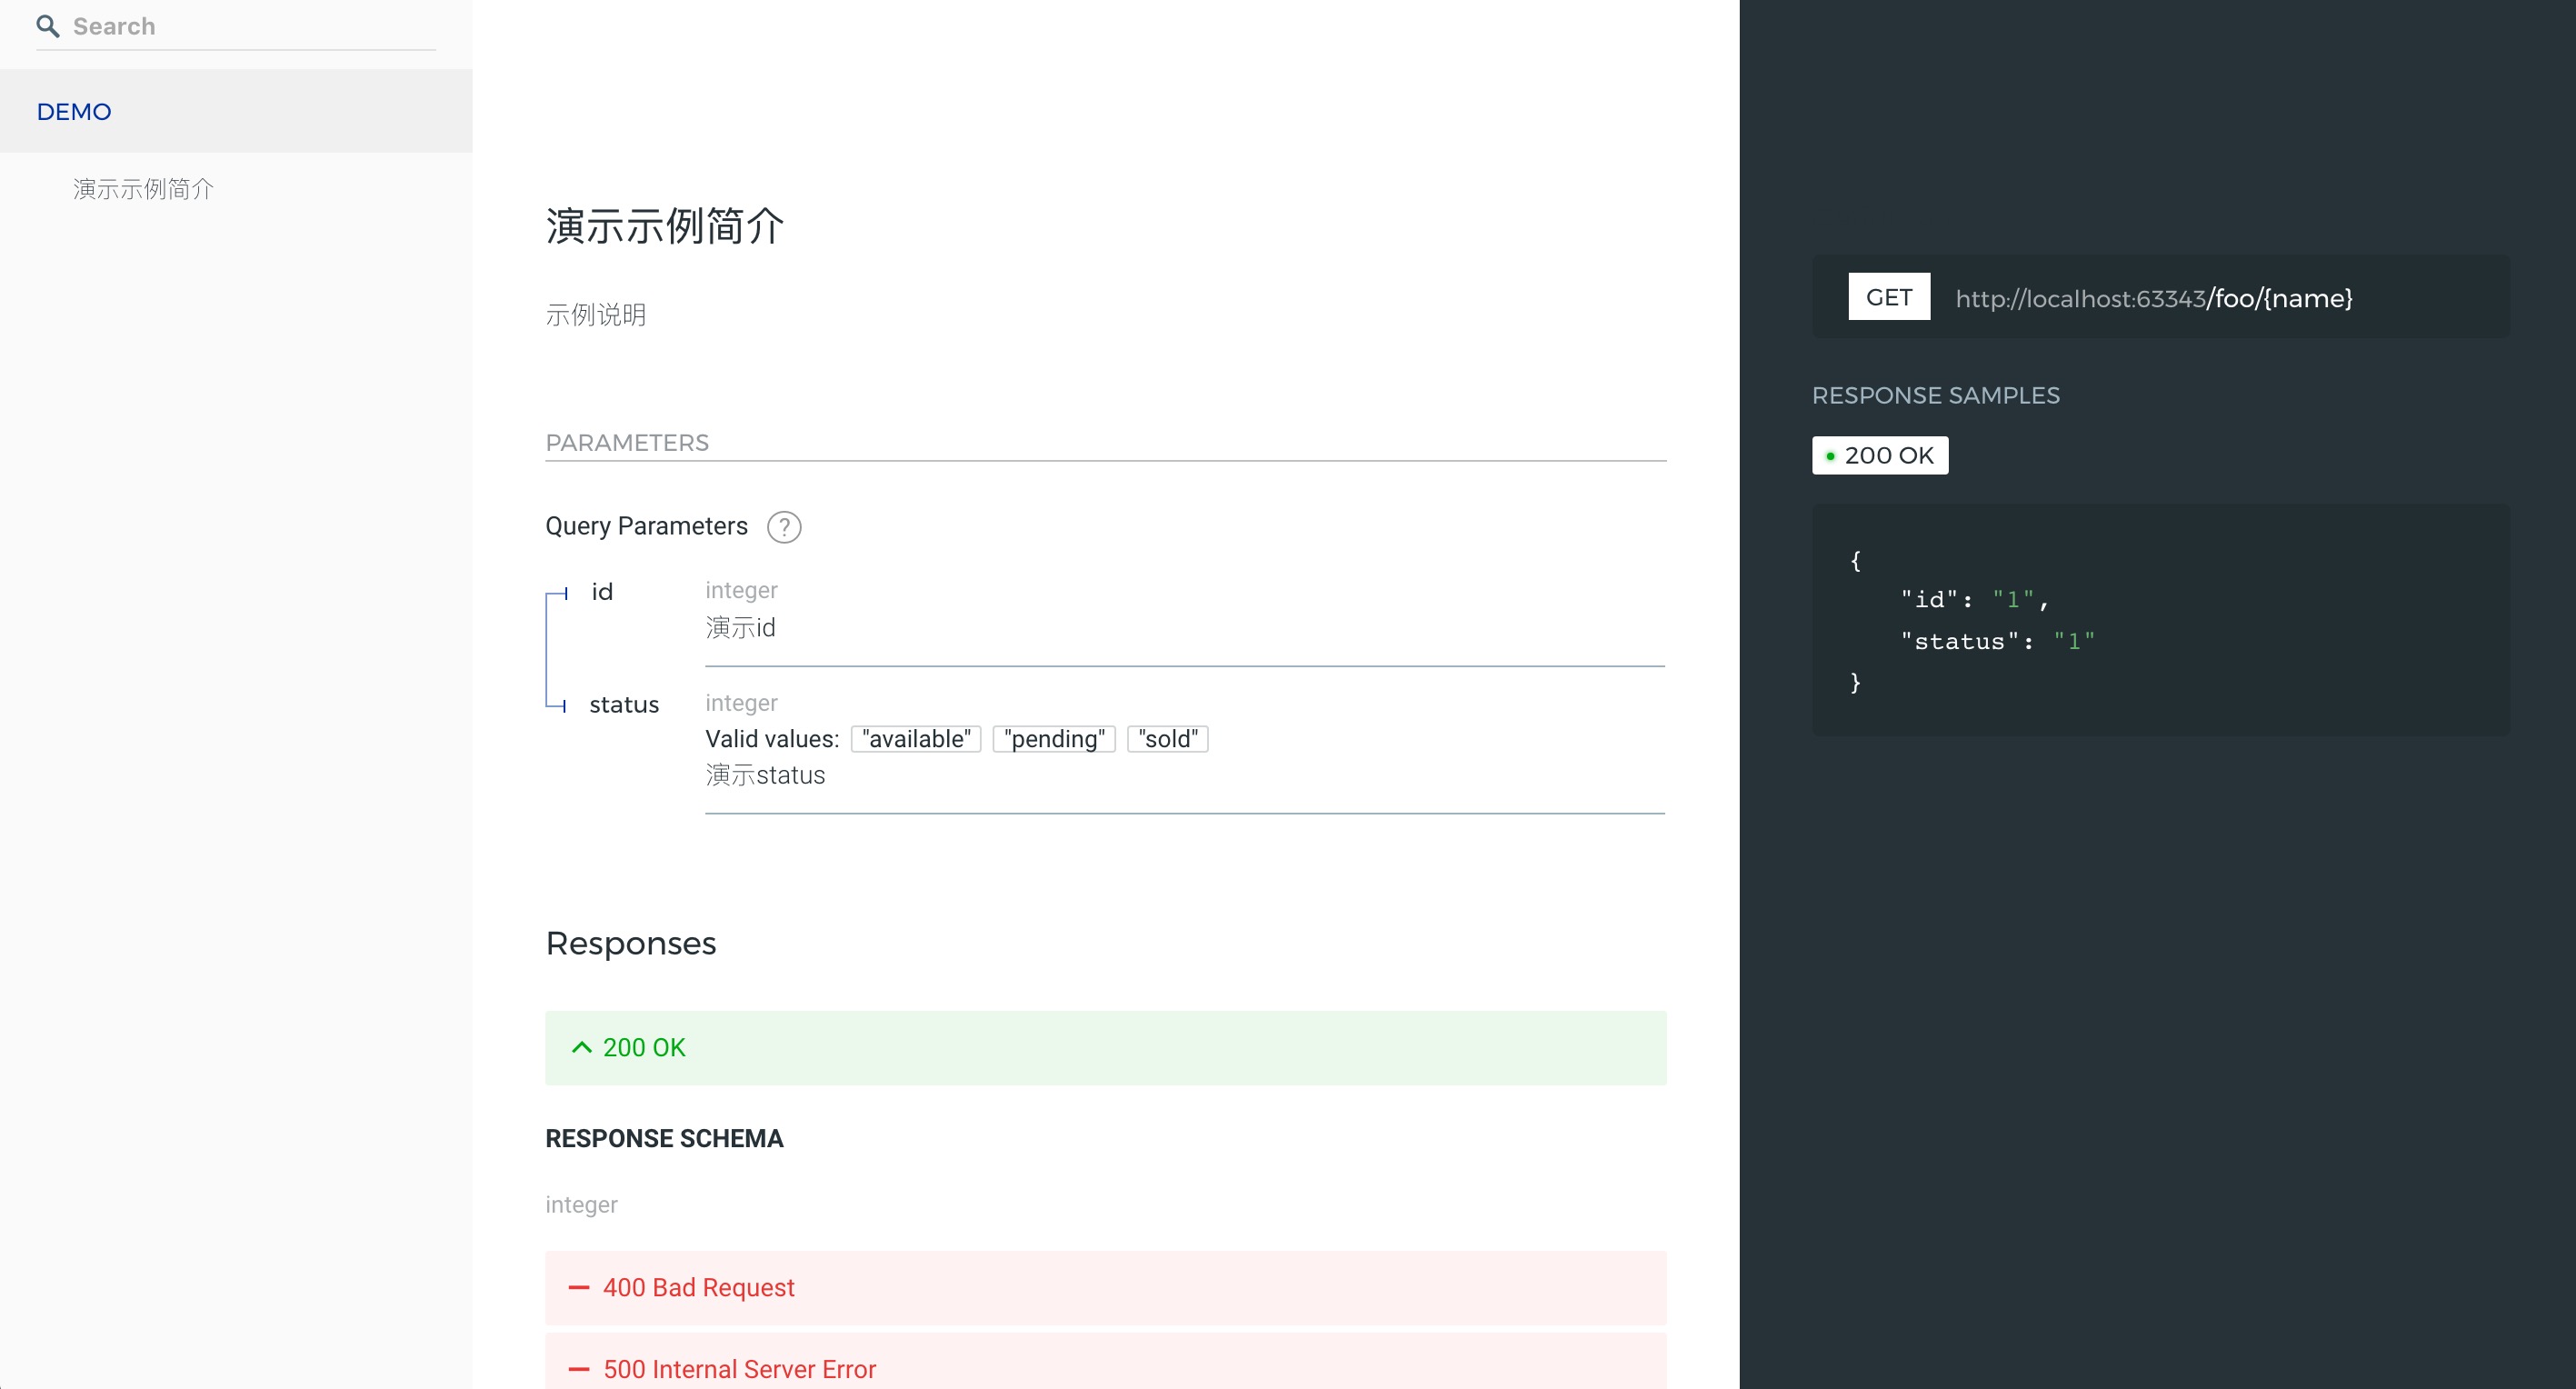 Search
DEMO
演示示例简介
演示示例简介
示例说明
PARAMETERS
Query Parameters ?
id integer
演示id
status integer
Valid values: "available" "pending" "sold"
演示status
Responses
200 OK
RESPONSE SCHEMA
integer
400 Bad Request
500 Internal Server Error
GET http://localhost:63343/foo/{name}
RESPONSE SAMPLES
200 OK
{
"id": "1",
"status": "1"
}